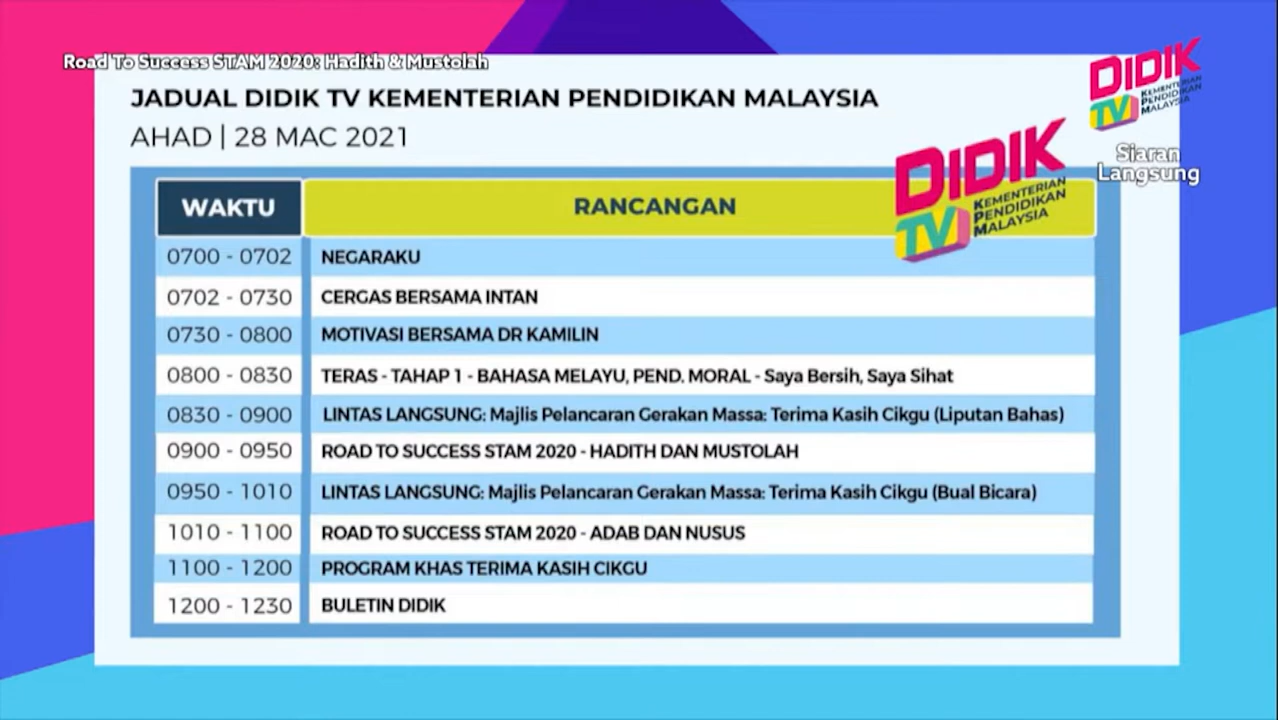 Road To Success STAM 2020: Hadith & Mustolah
JADUAL DIDIK TV KEMENTERIAN PENDIDIKAN MALAYSIA
AHAD | 28 MAC 2021
DIDIK
TV KEMENTERIAN
PENDIDIKAN
MALAYSIA
Siaran
Langsung
DIDIK
TV KEMENTERIAN
PENDIDIKAN
MALAYSIA
WAKTU RANCANGAN
0700 - 0702 NEGARAKU
0702 - 0730 CERGAS BERSAMA INTAN
0730 - 0800 MOTIVASI BERSAMA DR KAMILIN
0800 - 0830 TERAS - TAHAP 1 - BAHASA MELAYU, PEND. MORAL - Saya Bersih, Saya Sihat
0830 - 0900 LINTAS LANGSUNG: Majlis Pelancaran Gerakan Massa: Terima Kasih Cikgu (Liputan Bahas)
0900 - 0950 ROAD TO SUCCESS STAM 2020 - HADITH DAN MUSTOLAH
0950 - 1010 LINTAS LANGSUNG: Majlis Pelancaran Gerakan Massa: Terima Kasih Cikgu (Bual Bicara)
1010 - 1100 ROAD TO SUCCESS STAM 2020 - ADAB DAN NUSUS
1100 - 1200 PROGRAM KHAS TERIMA KASIH CIKGU
1200 - 1230 BULETIN DIDIK